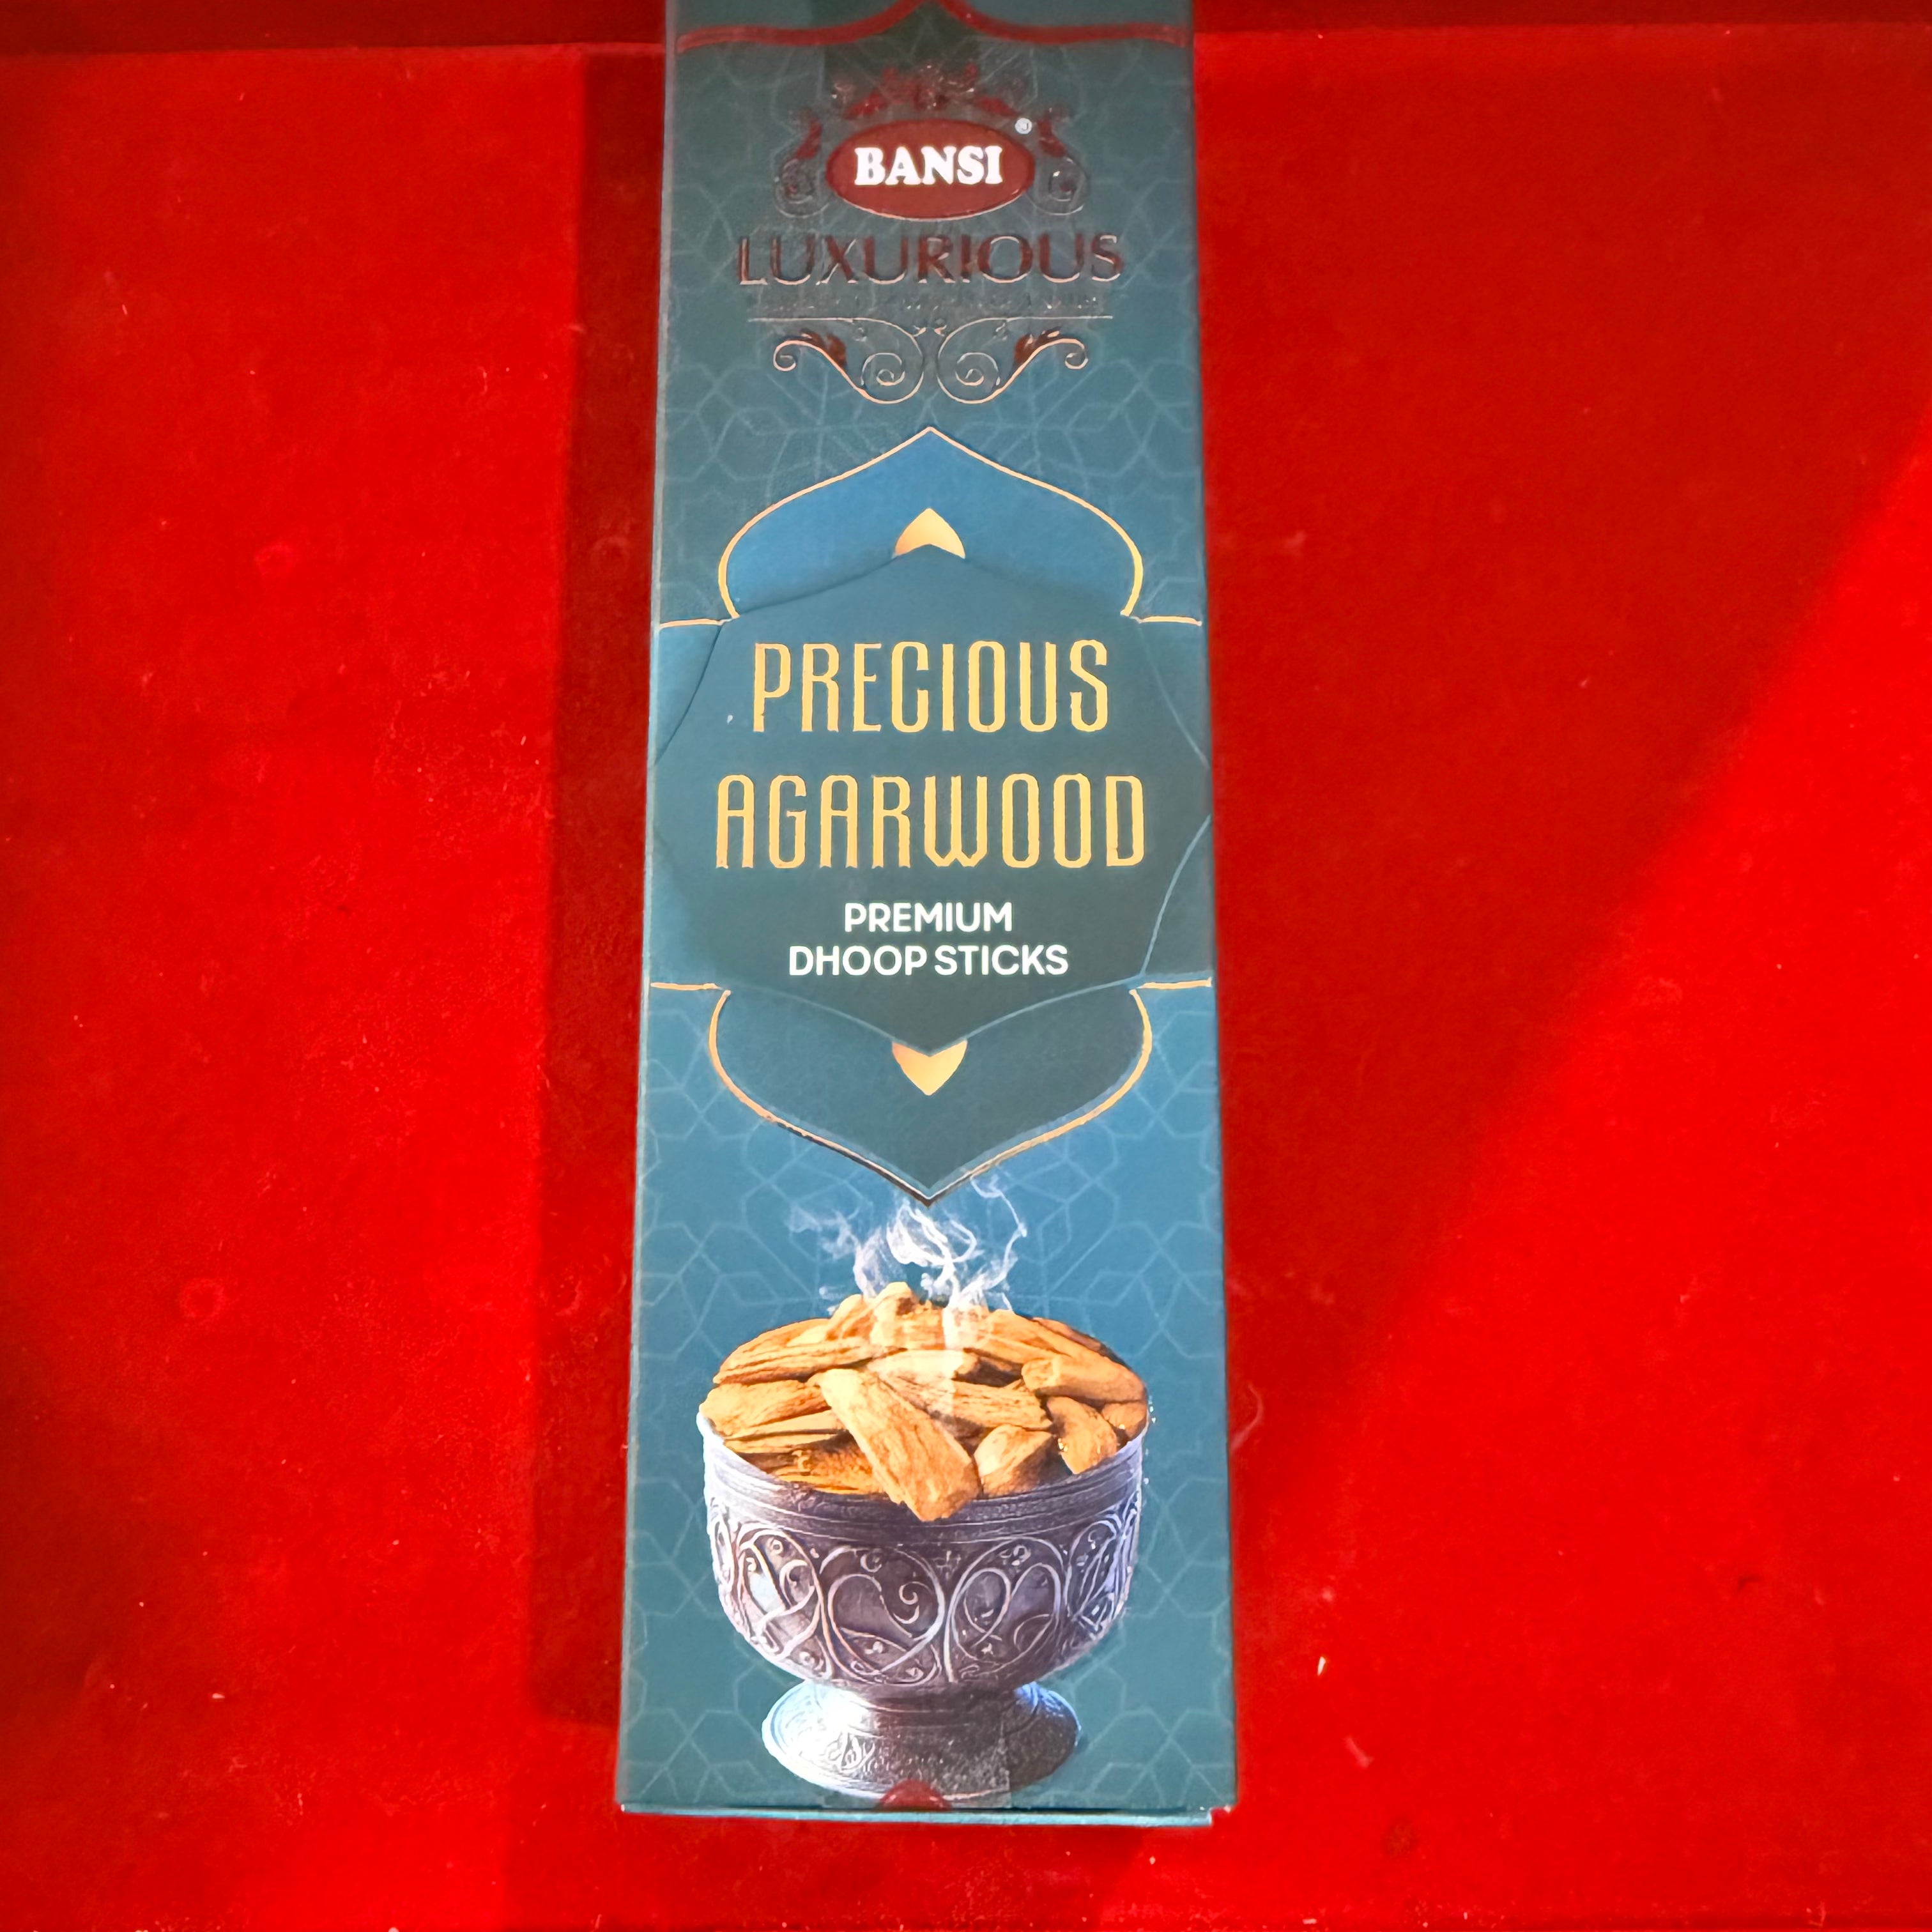 BANSI®
LUXURIOUS
PRECIOUS
AGARWOOD
PREMIUM
DHOOP STICKS